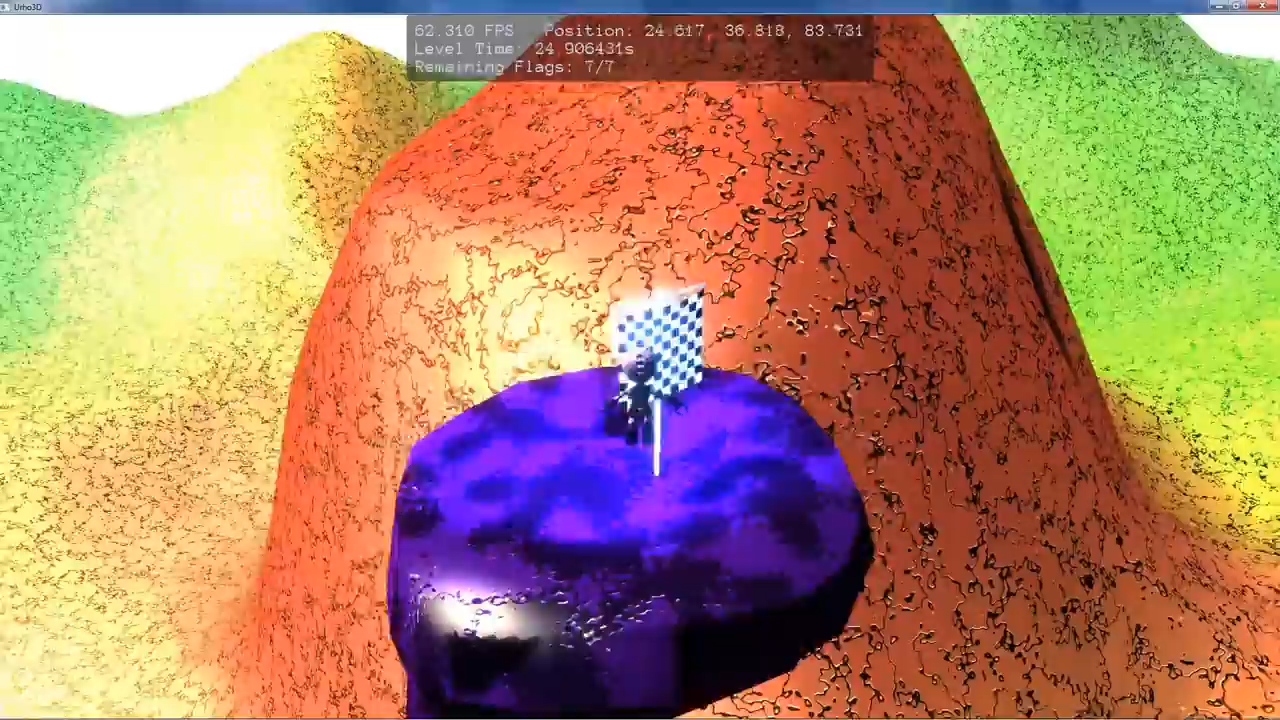 Urho3D
62.310 FPS Position: 24.617, 36.818, 83.731
Level Time: 24.906431s
Remaining Flags: 7/7